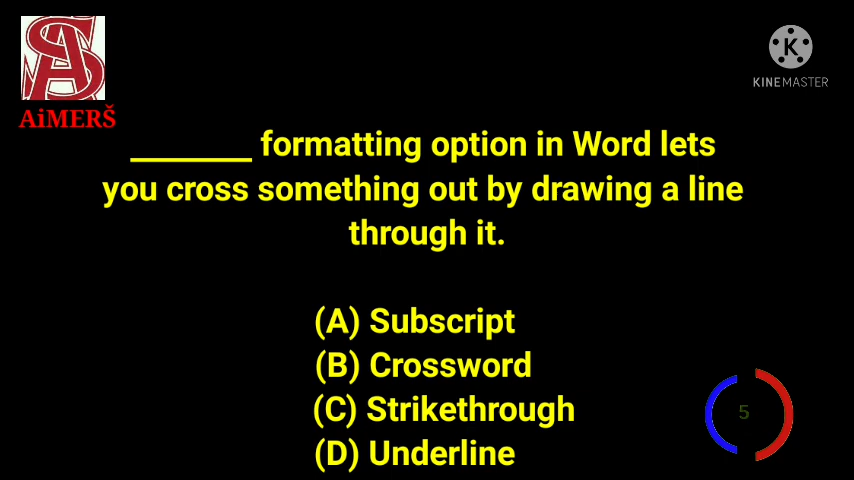 AiMERŠ
KINEMASTER
________ formatting option in Word lets
you cross something out by drawing a line
through it.
(A) Subscript
(B) Crossword
(C) Strikethrough
(D) Underline
5